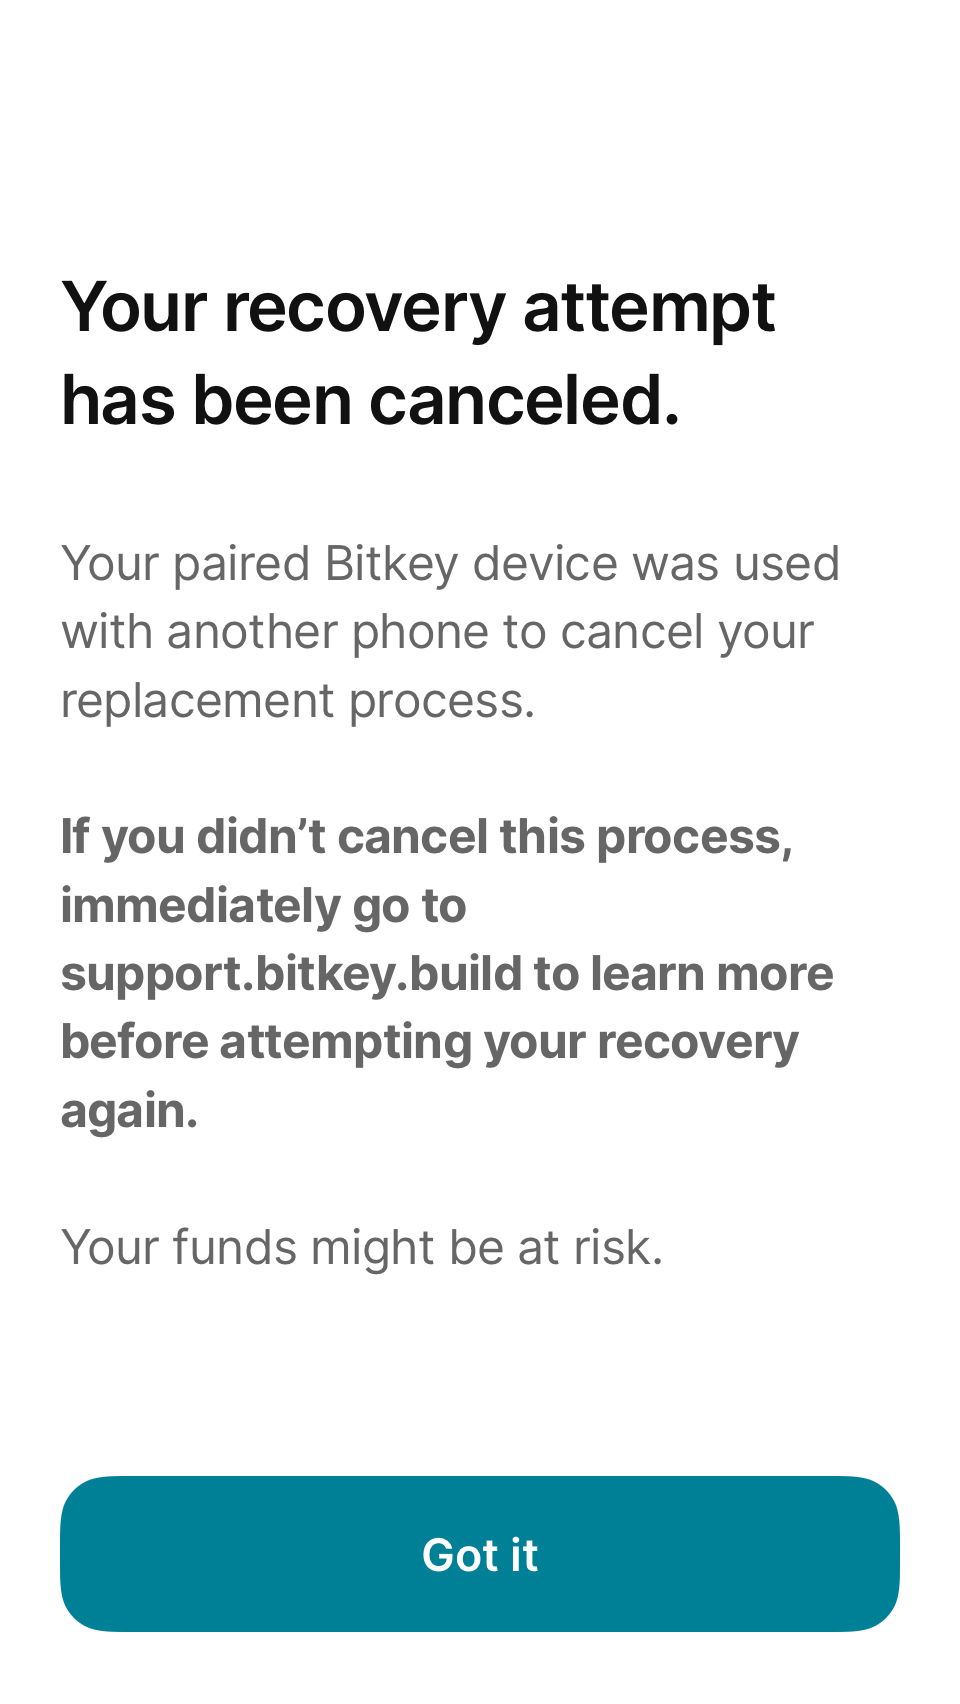 Your recovery attempt
has been canceled.
Your paired Bitkey device was used
with another phone to cancel your
replacement process.
If you didn’t cancel this process,
immediately go to
support.bitkey.build to learn more
before attempting your recovery
again.
Your funds might be at risk.
Got it